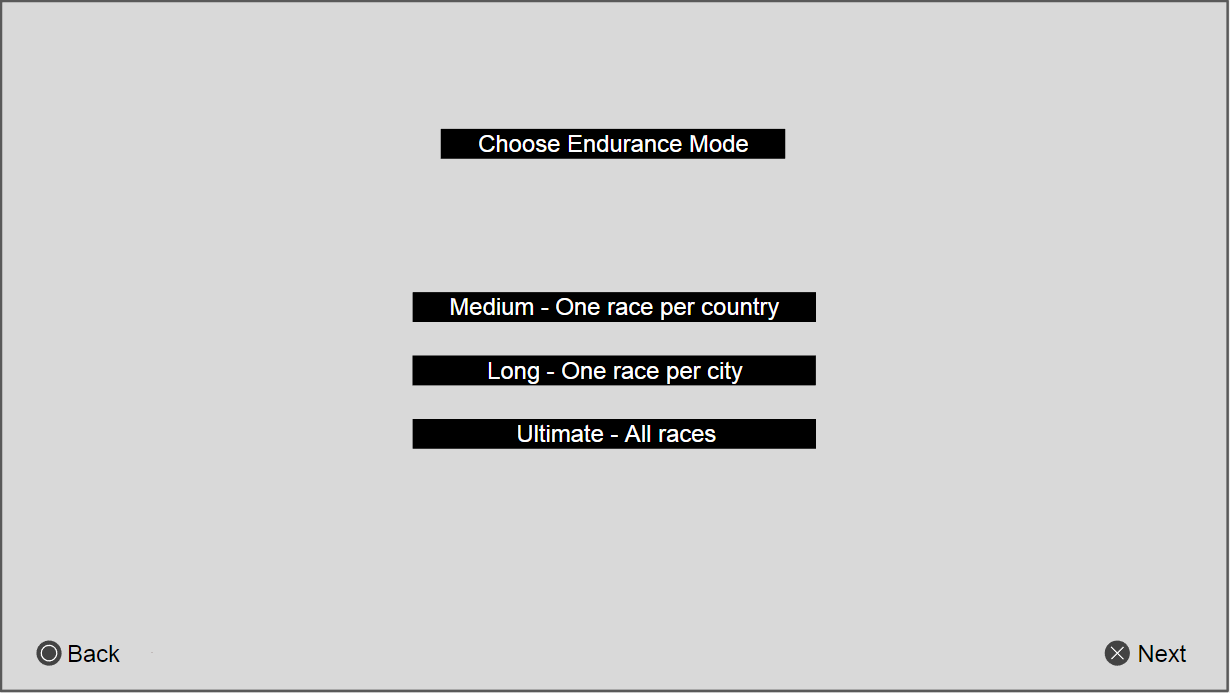 Choose Endurance Mode
Medium - One race per country
Long - One race per city
Ultimate - All races
Back
Next